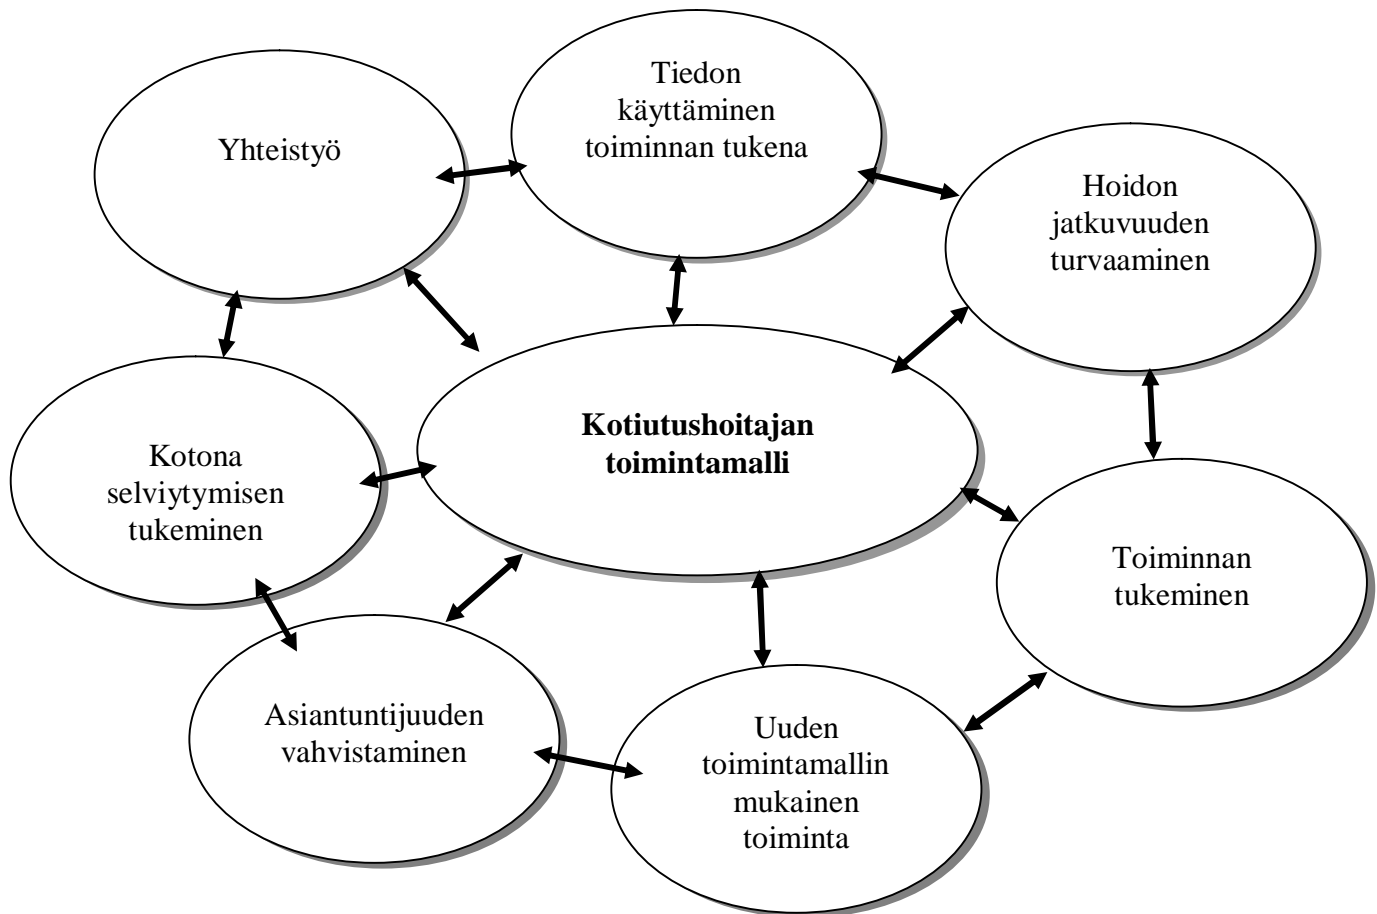 Yhteistyö
Tiedon
käyttäminen
toiminnan tukena
Hoidon
jatkuvuuden
turvaaminen
Kotiutushoitajan
toimintamalli
Kotona
selviytymisen
tukeminen
Toiminnan
tukeminen
Asiantuntijuuden
vahvistaminen
Uuden
toimintamallin
mukainen
toiminta